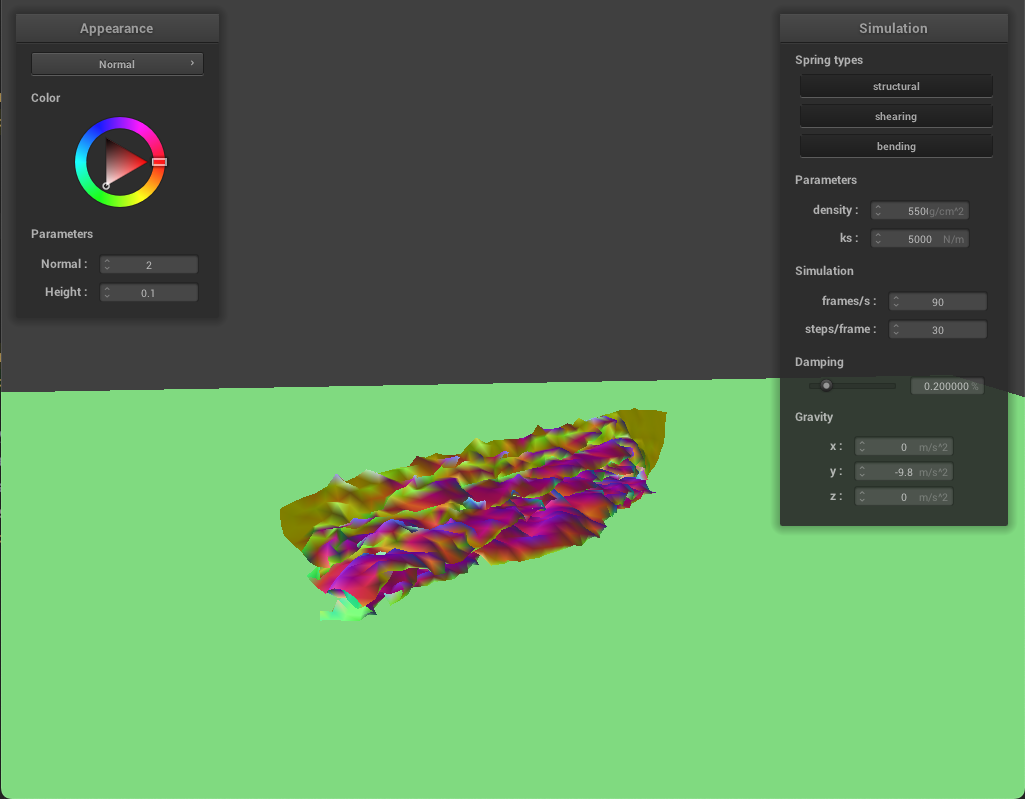 Appearance
Normal
Color
Parameters
Normal : 2
Height : 0.1
Simulation
Spring types
structural
shearing
bending
Parameters
density : 550 g/cm^2
ks : 5000 N/m
Simulation
frames/s : 90
steps/frame : 30
Damping
0.200000 %
Gravity
x : 0 m/s^2
y : -9.8 m/s^2
z : 0 m/s^2